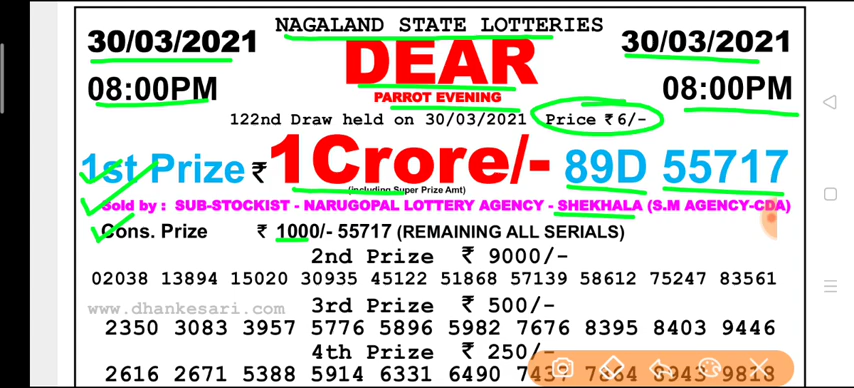 NAGALAND STATE LOTTERIES
30/03/2021 DEAR 30/03/2021
08:00PM PARROT EVENING 08:00PM
122nd Draw held on 30/03/2021 Price ₹ 6/-
1st Prize ₹ 1Crore/- 89D 55717
(including Super Prize Amt)
Sold by : SUB-STOCKIST - NARUGOPAL LOTTERY AGENCY - SHEKHALA (S.M AGENCY-CDA)
Cons. Prize ₹ 1000/- 55717 (REMAINING ALL SERIALS)
2nd Prize ₹ 9000/-
02038 13894 15020 30935 45122 51868 57139 58612 75247 83561
www.dhankesari.com
3rd Prize ₹ 500/-
2350 3083 3957 5776 5896 5982 7676 8395 8403 9446
4th Prize ₹ 250/-
2616 2671 5388 5914 6331 6490 7437 7864